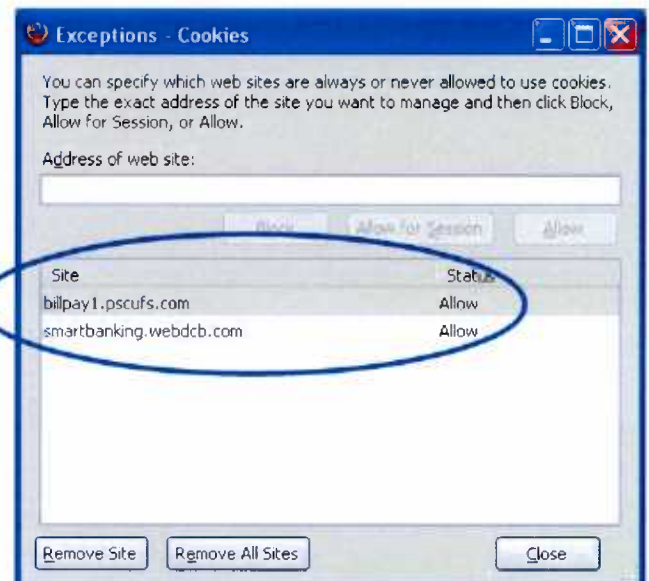 Exceptions - Cookies
You can specify which web sites are always or never allowed to use cookies.
Type the exact address of the site you want to manage and then click Block,
Allow for Session, or Allow.
Address of web site:
Block Allow for Session Allow
Site Status
billpay1.pscufs.com Allow
smartbanking.webdcb.com Allow
Remove Site Remove All Sites Close